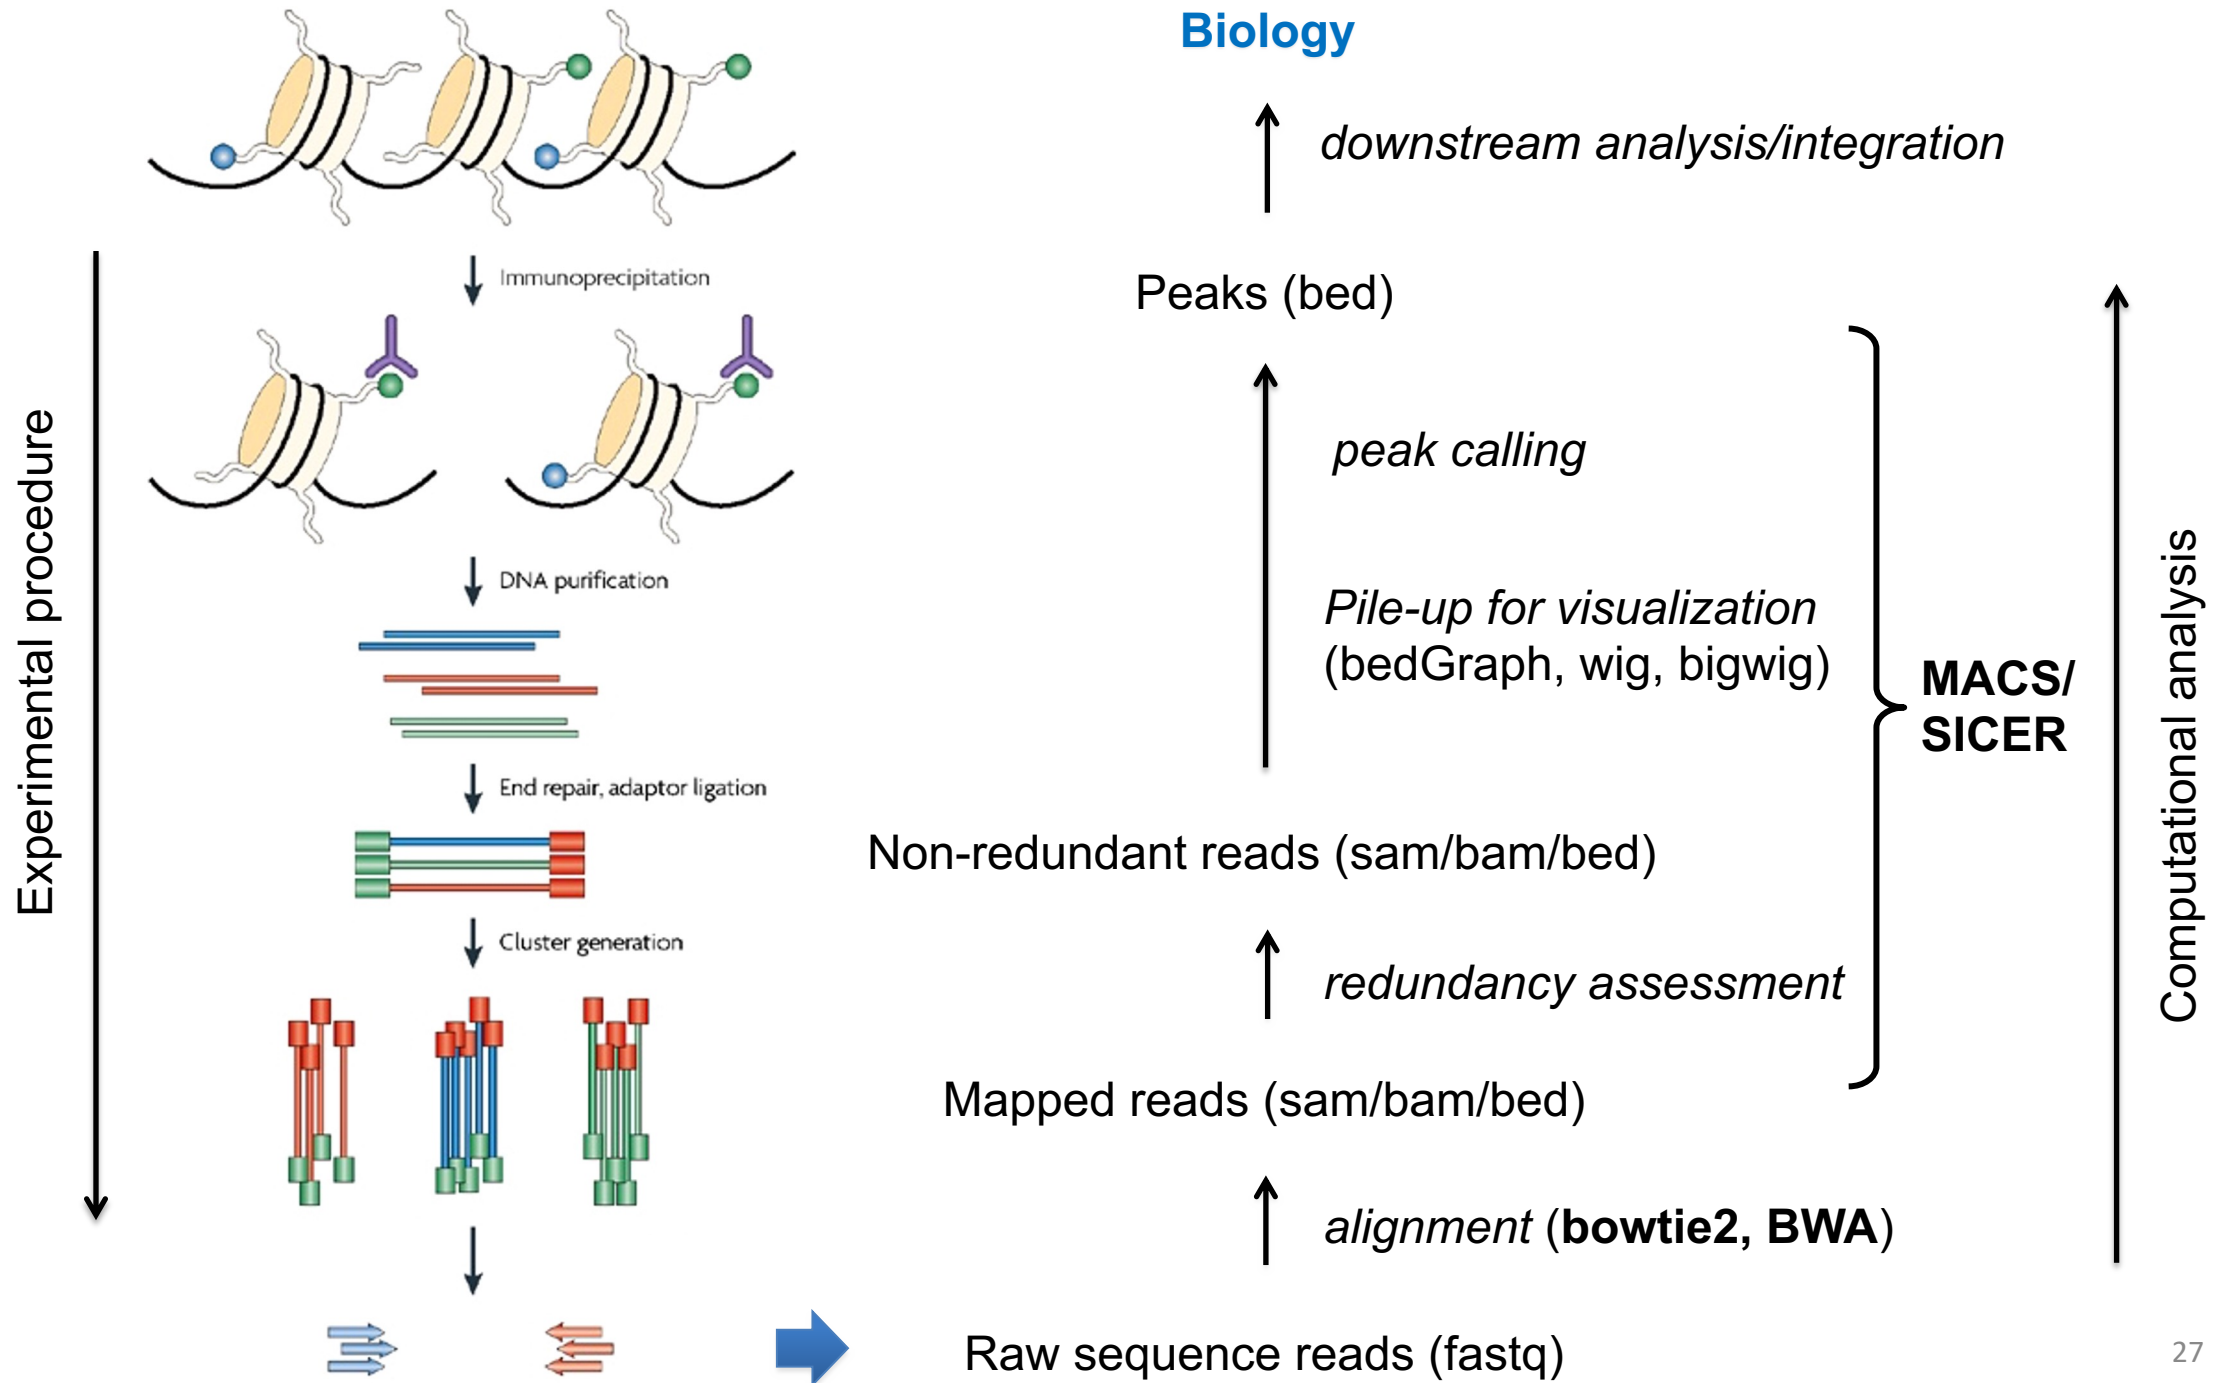 Experimental procedure
Immunoprecipitation
DNA purification
End repair, adaptor ligation
Cluster generation
Biology
downstream analysis/integration
Peaks (bed)
peak calling
Pile-up for visualization
(bedGraph, wig, bigwig)
MACS/
SICER
Non-redundant reads (sam/bam/bed)
redundancy assessment
Mapped reads (sam/bam/bed)
alignment (bowtie2, BWA)
Raw sequence reads (fastq)
Computational analysis
27